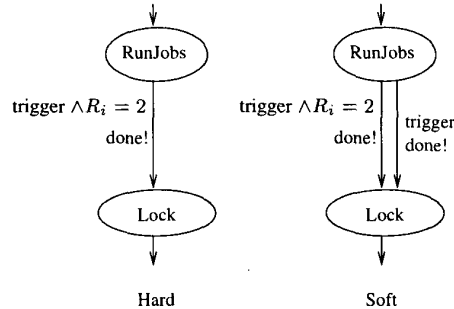 RunJobs
trigger ∧R_i = 2
done!
Lock
Hard
RunJobs
trigger ∧R_i = 2
done!
trigger
done!
Lock
Soft